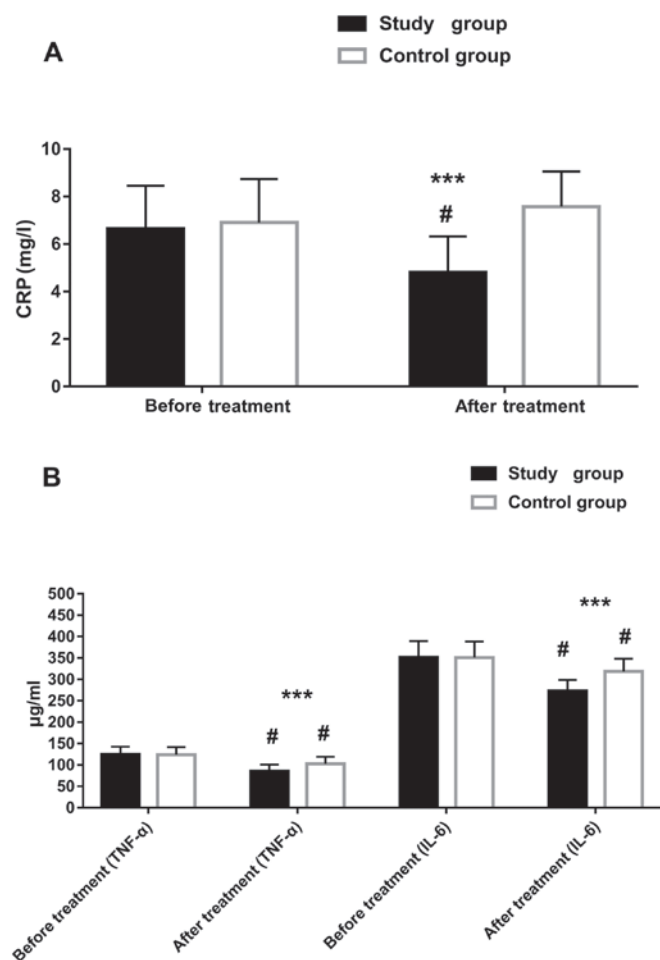 A
Study group
Control group
CRP (mg/l)
10
8
6
4
2
0
***
#
Before treatment
After treatment
B
Study group
Control group
µg/ml
500
450
400
350
300
250
200
150
100
50
0
***
# #
***
# #
Before treatment (TNF-α)
After treatment (TNF-α)
Before treatment (IL-6)
After treatment (IL-6)